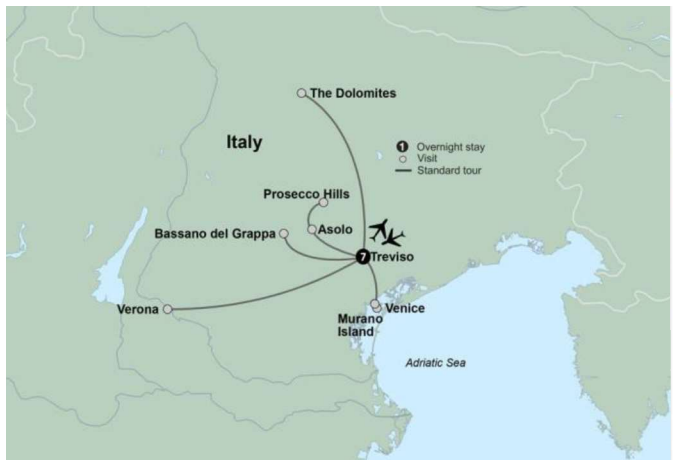 The Dolomites
Italy
1 Overnight stay
Visit
Standard tour
Prosecco Hills
Asolo
Bassano del Grappa
7 Treviso
Verona
Venice
Murano
Island
Adriatic Sea